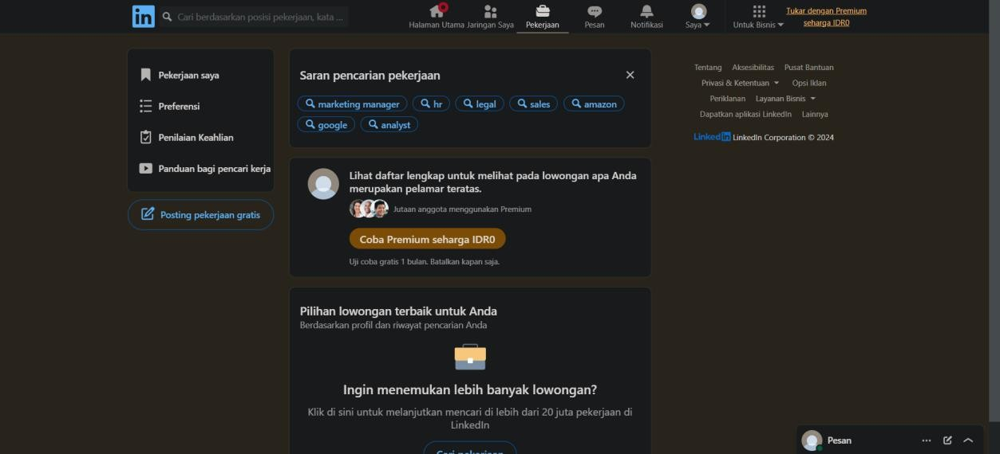 in
Cari berdasarkan posisi pekerjaan, kata ...
Halaman Utama
Jaringan Saya
Pekerjaan
Pesan
Notifikasi
Saya
Untuk Bisnis
Tukar dengan Premium
seharga IDR0
Pekerjaan saya
Preferensi
Penilaian Keahlian
Panduan bagi pencari kerja
Posting pekerjaan gratis
Saran pencarian pekerjaan
marketing manager
hr
legal
sales
amazon
google
analyst
Lihat daftar lengkap untuk melihat pada lowongan apa Anda
merupakan pelamar teratas.
Jutaan anggota menggunakan Premium
Coba Premium seharga IDR0
Uji coba gratis 1 bulan. Batalkan kapan saja.
Pilihan lowongan terbaik untuk Anda
Berdasarkan profil dan riwayat pencarian Anda
Ingin menemukan lebih banyak lowongan?
Klik di sini untuk melanjutkan mencari di lebih dari 20 juta pekerjaan di
LinkedIn
Cari pekerjaan
Tentang Aksesibilitas Pusat Bantuan
Privasi & Ketentuan Opsi Iklan
Periklanan Layanan Bisnis
Dapatkan aplikasi LinkedIn Lainnya
LinkedIn LinkedIn Corporation © 2024
Pesan